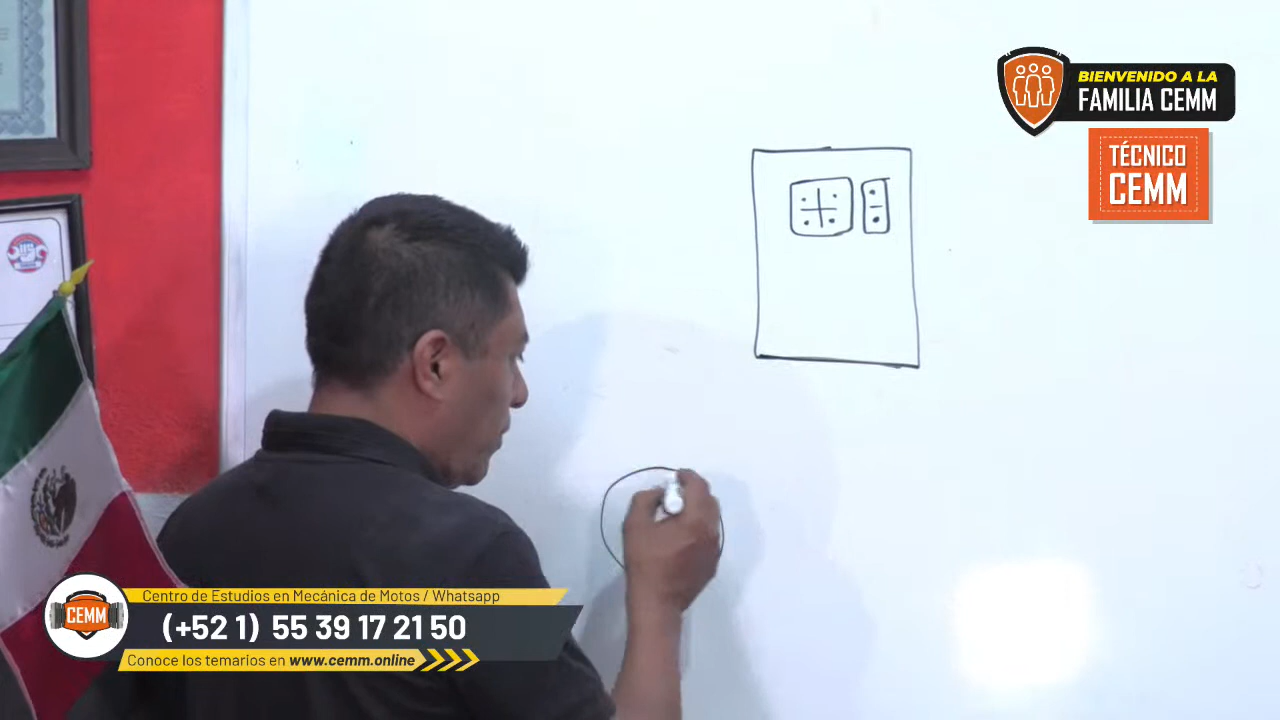 BIENVENIDO A LA
FAMILIA CEMM
TÉCNICO
CEMM
Centro de Estudios en Mecánica de Motos / Whatsapp
CEMM
(+52 1) 55 39 17 21 50
Conoce los temarios en www.cemm.online